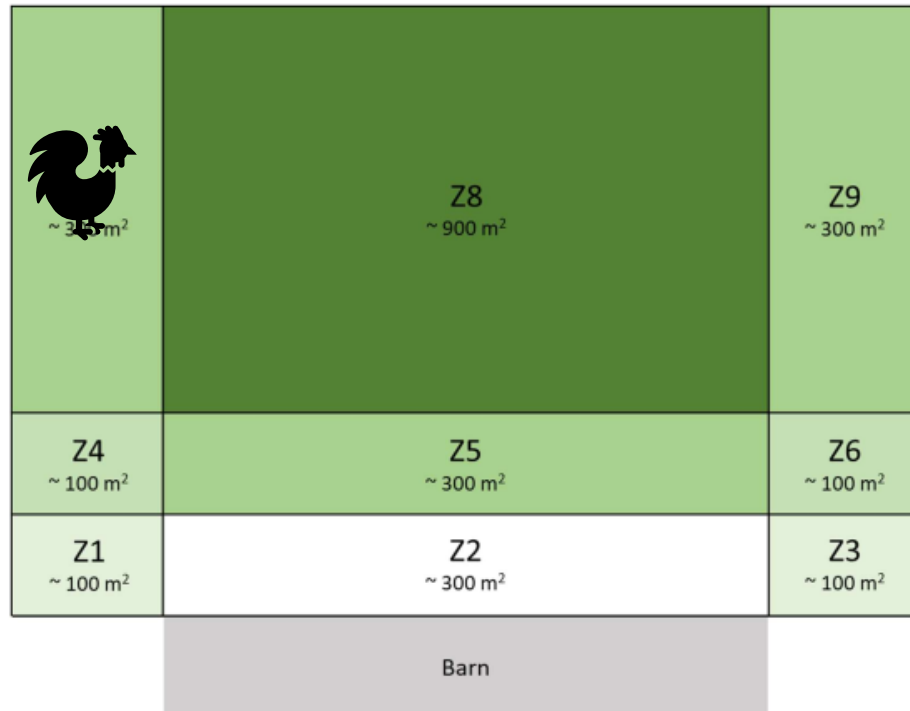 Z8
~ 900 m²
Z9
~ 300 m²
Z4
~ 100 m²
Z5
~ 300 m²
Z6
~ 100 m²
Z1
~ 100 m²
Z2
~ 300 m²
Z3
~ 100 m²
Barn